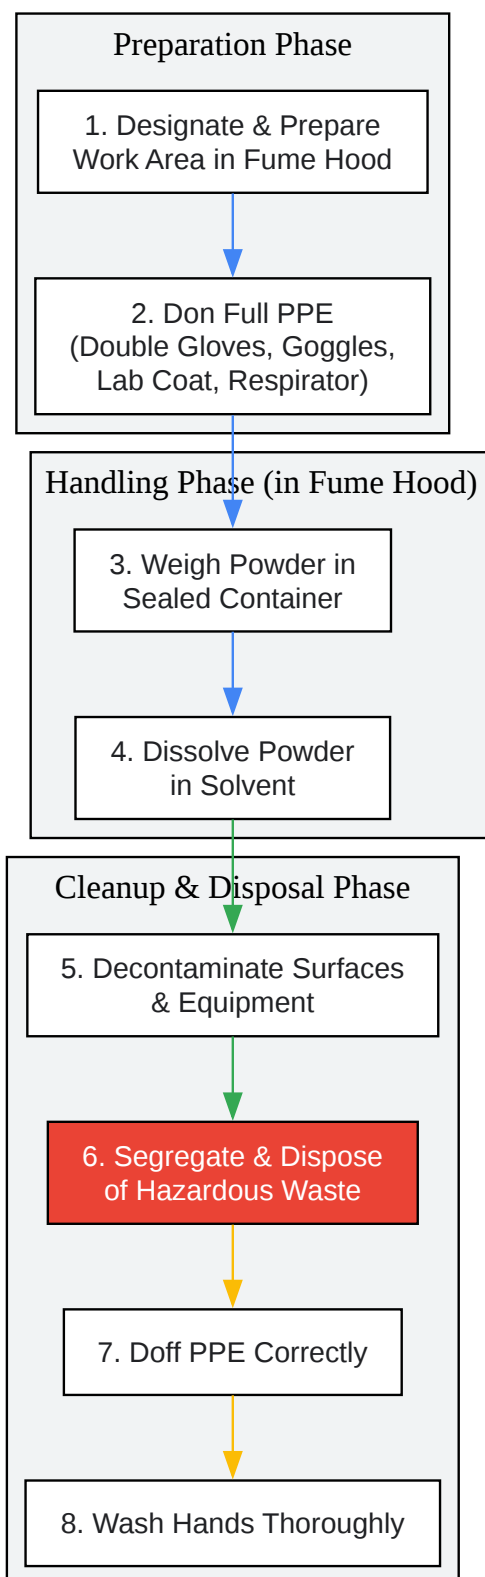 Preparation Phase
1. Designate & Prepare
Work Area in Fume Hood
2. Don Full PPE
(Double Gloves, Goggles,
Lab Coat, Respirator)
Handling Phase (in Fume Hood)
3. Weigh Powder in
Sealed Container
4. Dissolve Powder
in Solvent
Cleanup & Disposal Phase
5. Decontaminate Surfaces
& Equipment
6. Segregate & Dispose
of Hazardous Waste
7. Doff PPE Correctly
8. Wash Hands Thoroughly